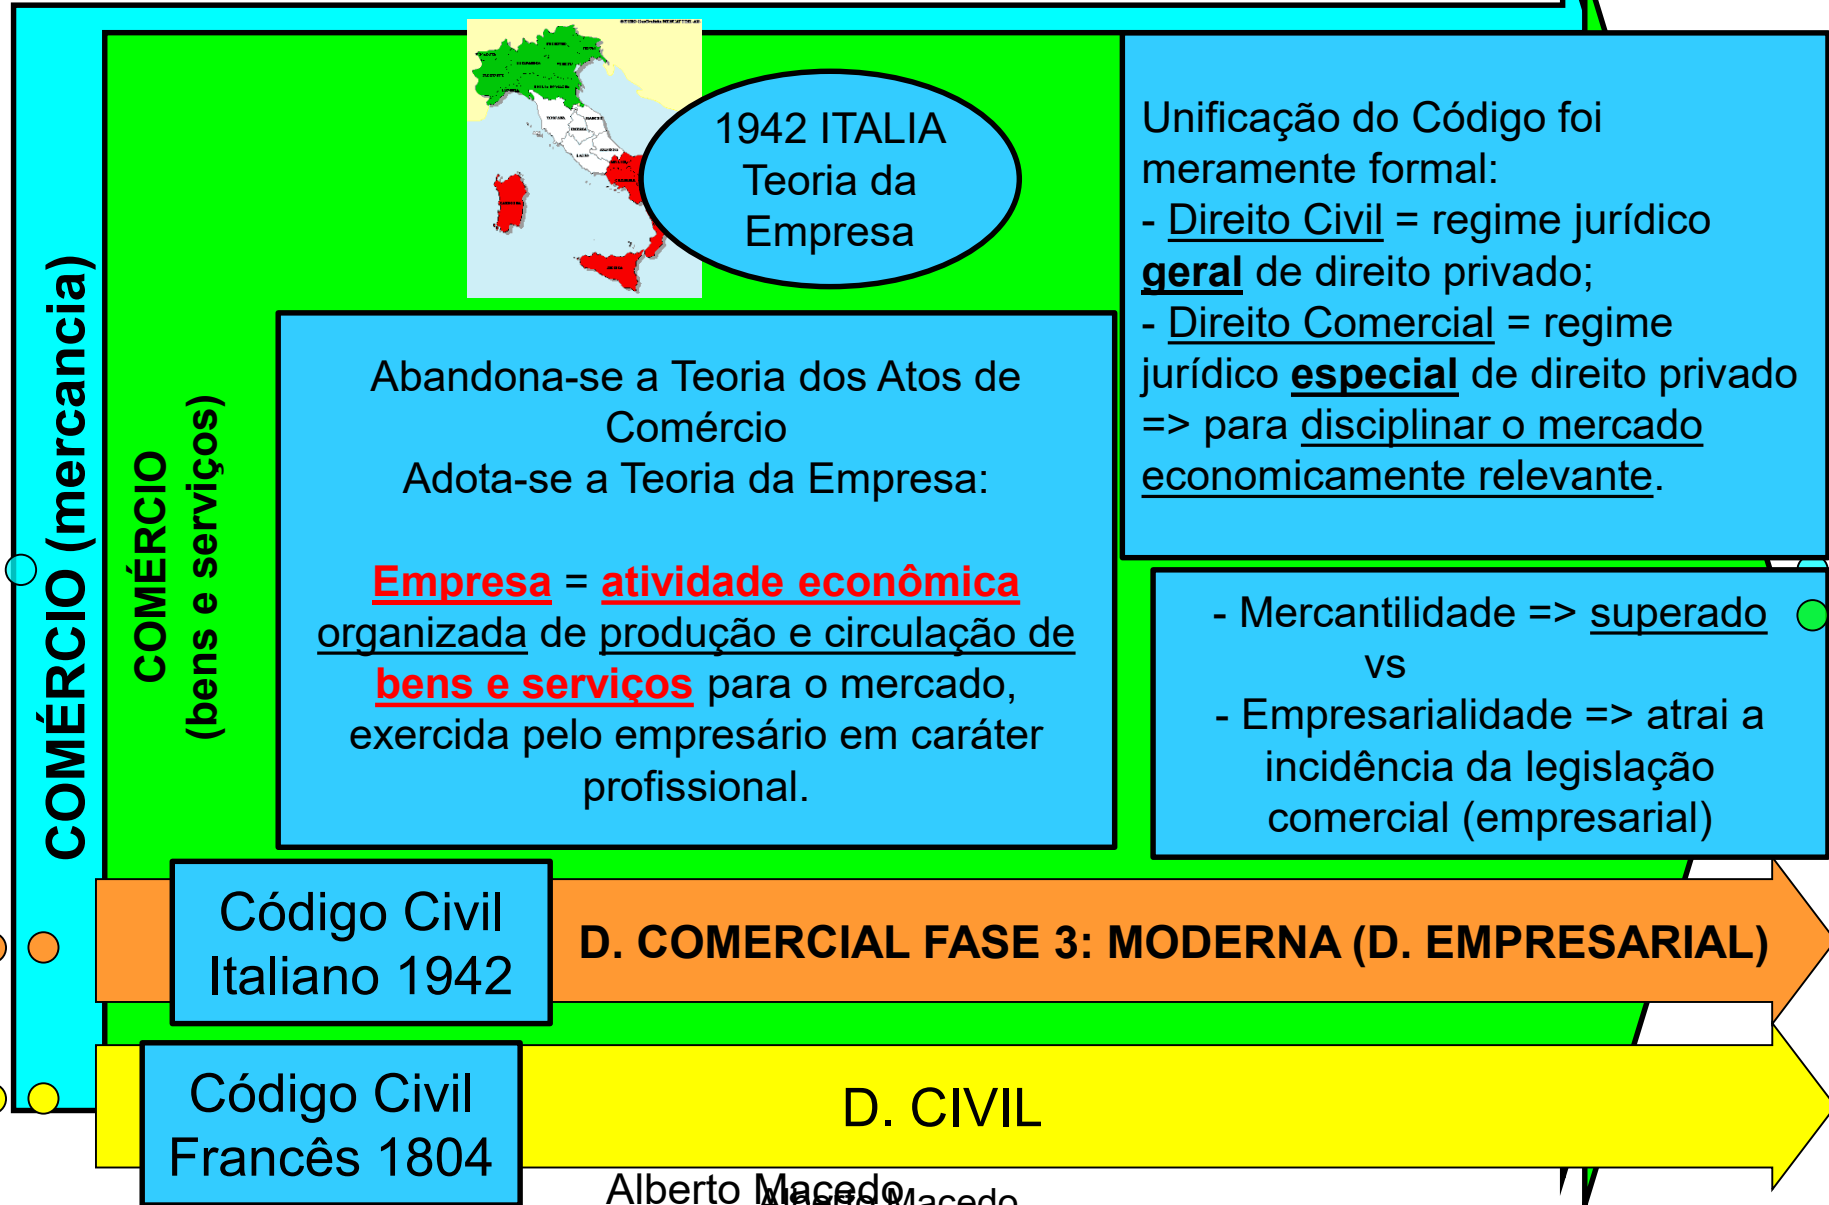 1942 ITALIA
Teoria da
Empresa
Unificação do Código foi
meramente formal:
- Direito Civil = regime jurídico
geral de direito privado;
- Direito Comercial = regime
jurídico especial de direito privado
=> para disciplinar o mercado
economicamente relevante.
COMÉRCIO (mercancia)
COMÉRCIO
(bens e serviços)
Abandona-se a Teoria dos Atos de
Comércio
Adota-se a Teoria da Empresa:
Empresa = atividade econômica
organizada de produção e circulação de
bens e serviços para o mercado,
exercida pelo empresário em caráter
profissional.
- Mercantilidade => superado
vs
- Empresarialidade => atrai a
incidência da legislação
comercial (empresarial)
Código Civil
Italiano 1942
D. COMERCIAL FASE 3: MODERNA (D. EMPRESARIAL)
Código Civil
Francês 1804
D. CIVIL
Alberto Macedo
Alberto Macedo